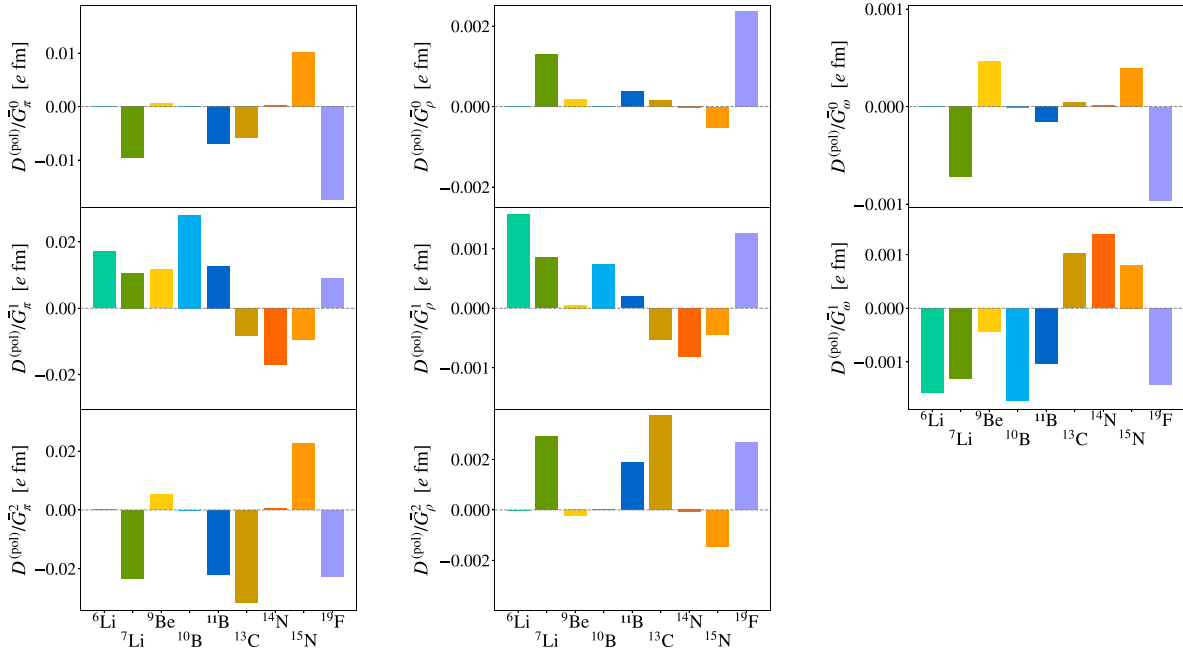 D^(pol)/Ḡ_π^0 [e fm]
0.01
0.00
−0.01
D^(pol)/Ḡ_ρ^0 [e fm]
0.002
0.000
−0.002
D^(pol)/Ḡ_ω^0 [e fm]
0.001
0.000
−0.001
D^(pol)/Ḡ_π^1 [e fm]
0.02
0.00
−0.02
D^(pol)/Ḡ_ρ^1 [e fm]
0.001
0.000
−0.001
D^(pol)/Ḡ_ω^1 [e fm]
0.001
0.000
−0.001
⁶Li ⁹Be ¹¹B ¹⁴N ¹⁹F
⁷Li ¹⁰B ¹³C ¹⁵N
D^(pol)/Ḡ_π^2 [e fm]
0.02
0.00
−0.02
⁶Li ⁹Be ¹¹B ¹⁴N ¹⁹F
⁷Li ¹⁰B ¹³C ¹⁵N
D^(pol)/Ḡ_ρ^2 [e fm]
0.002
0.000
−0.002
⁶Li ⁹Be ¹¹B ¹⁴N ¹⁹F
⁷Li ¹⁰B ¹³C ¹⁵N